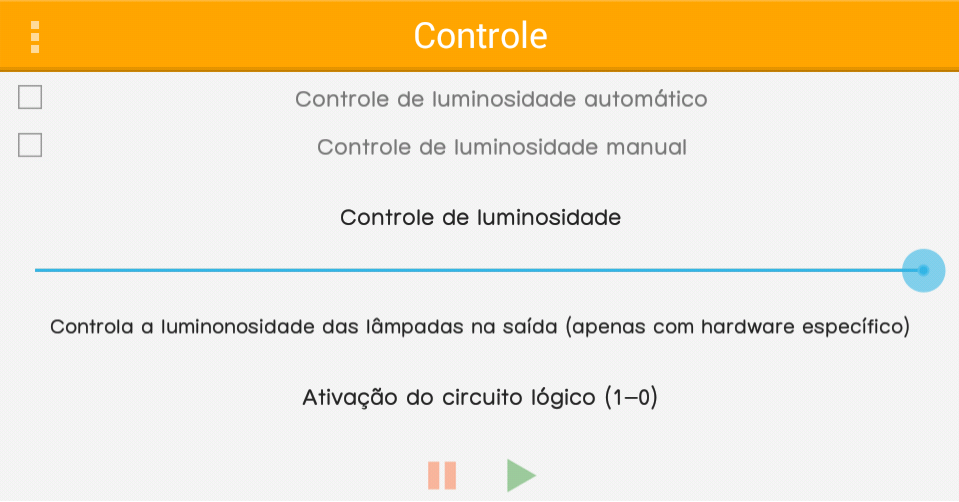 Controle
Controle de luminosidade automático
Controle de luminosidade manual
Controle de luminosidade
Controla a luminonosidade das lâmpadas na saída (apenas com hardware específico)
Ativação do circuito lógico (1-0)